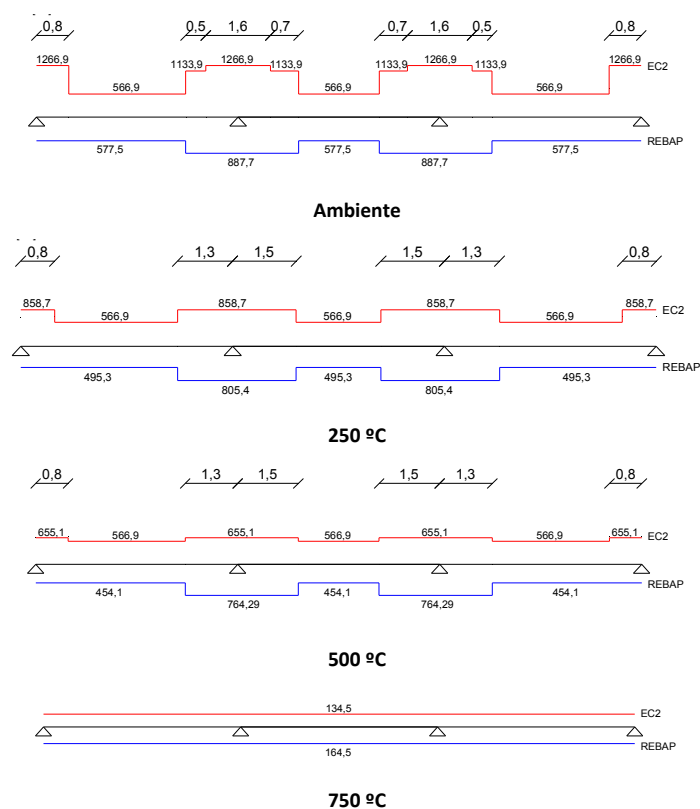 0,8 0,5 1,6 0,7 0,7 1,6 0,5 0,8
1266,9 1133,9 1266,9 1133,9 1133,9 1266,9 1133,9 1266,9 EC2
566,9 566,9 566,9
REBAP
577,5 577,5 577,5
887,7 887,7
Ambiente
0,8 1,3 1,5 1,5 1,3 0,8
858,7 858,7 858,7 858,7
EC2
566,9 566,9 566,9
REBAP
495,3 495,3 495,3
805,4 805,4
250 ºC
0,8 1,3 1,5 1,5 1,3 0,8
655,1 566,9 655,1 566,9 655,1 566,9 655,1 EC2
REBAP
454,1 454,1 454,1
764,29 764,29
500 ºC
134,5 EC2
REBAP
164,5
750 ºC